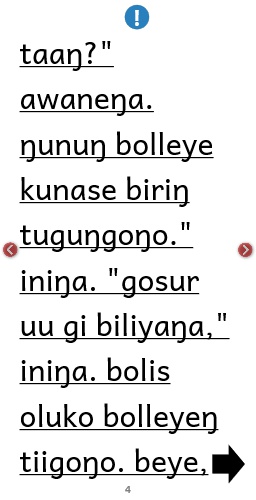 taaŋ?"
awaneŋa.
ŋunuŋ bolleye
kunase biriŋ
tuguŋgoŋo."
iniŋa. "gosur
uu gi biliyaŋa,"
iniŋa. bolis
oluko bolleyeŋ
tiigoŋo. beye,
4